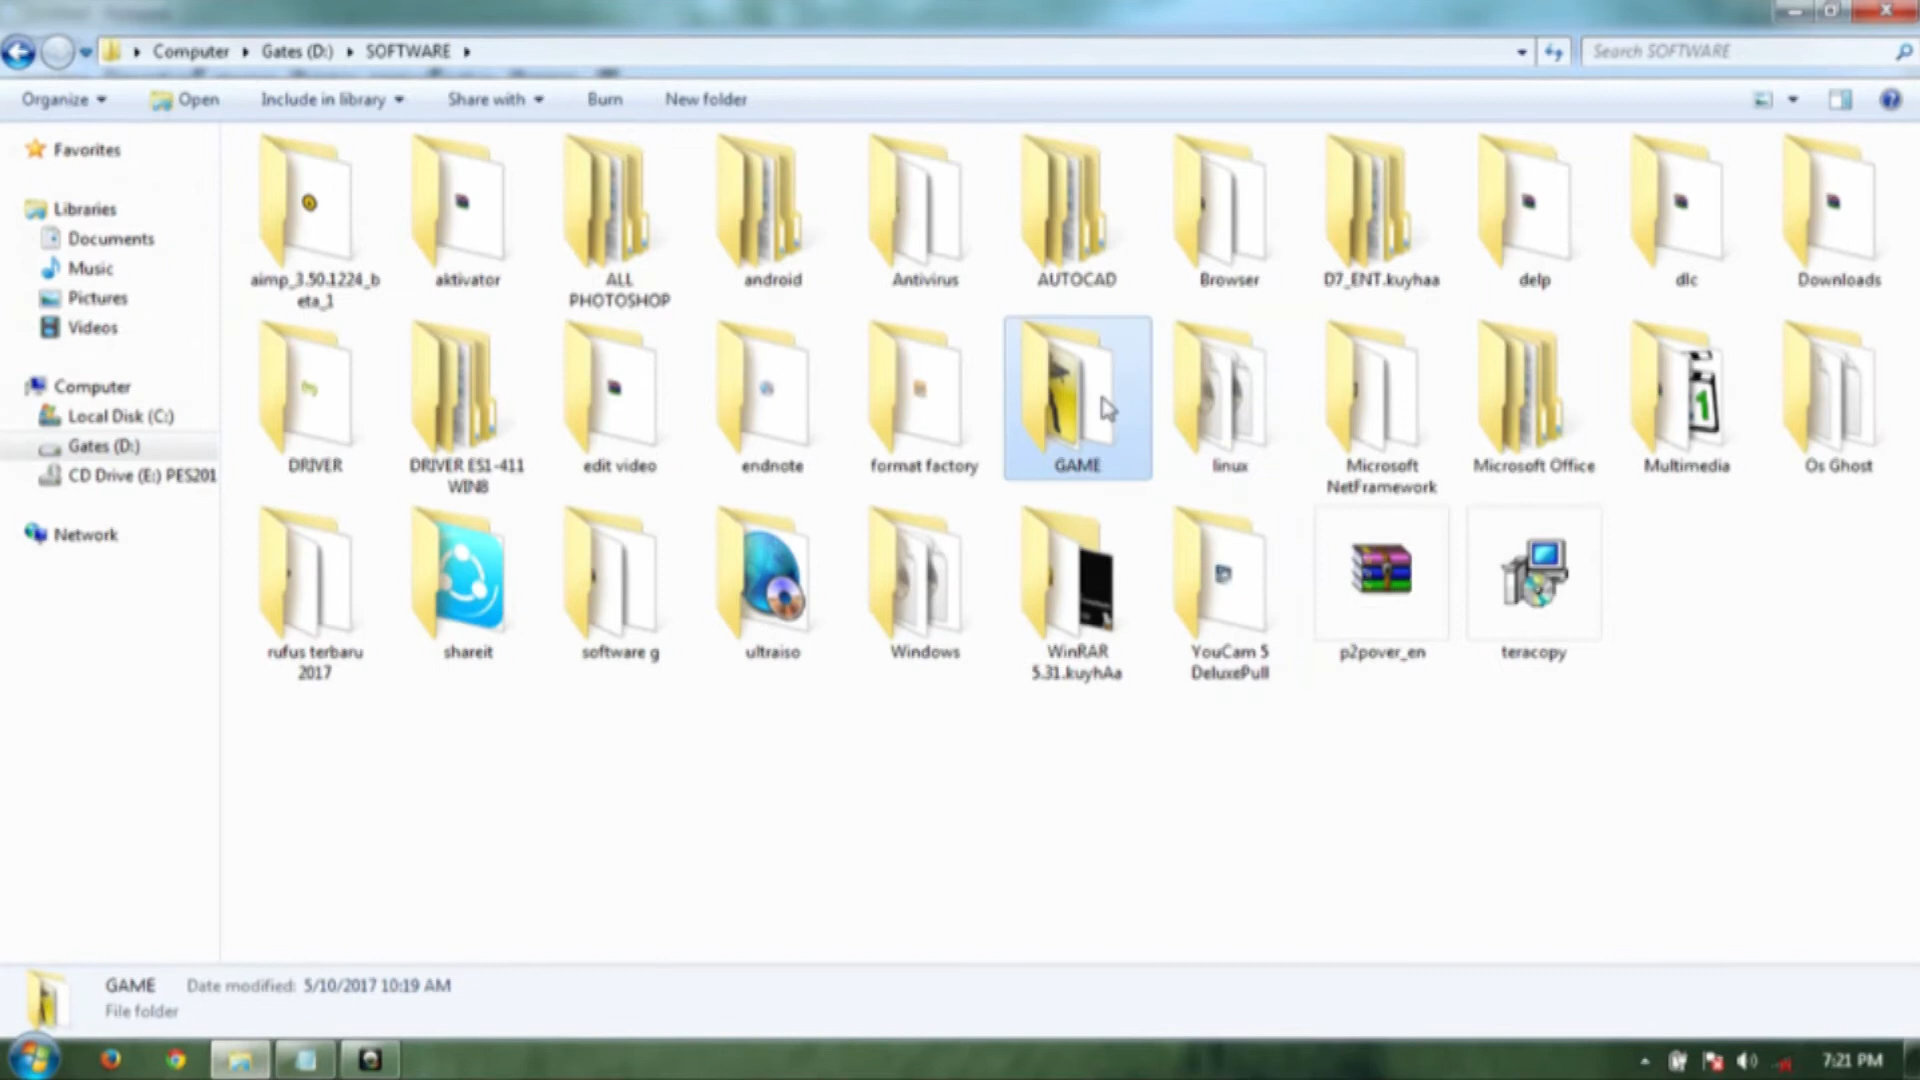 Computer Gates (D:) SOFTWARE
Search SOFTWARE
Organize Open Include in library Share with Burn New folder
Favorites
Libraries
Documents
Music
Pictures
Videos
Computer
Local Disk (C:)
Gates (D:)
CD Drive (E:) PES201
Network
aimp_3.50.1224_b
eta_1
aktivator
ALL
PHOTOSHOP
android
Antivirus
AUTOCAD
Browser
D7_ENT.kuyhaa
delp
dlc
Downloads
DRIVER
DRIVER ES1-411
WIN8
edit video
endnote
format factory
GAME
linux
Microsoft
NetFramework
Microsoft Office
Multimedia
Os Ghost
rufus terbaru
2017
shareit
software g
ultraiso
Windows
WinRAR
5.31.kuyhAa
YouCam 5
DeluxePull
p2pover_en
teracopy
GAME Date modified: 5/10/2017 10:19 AM
File folder
7:21 PM